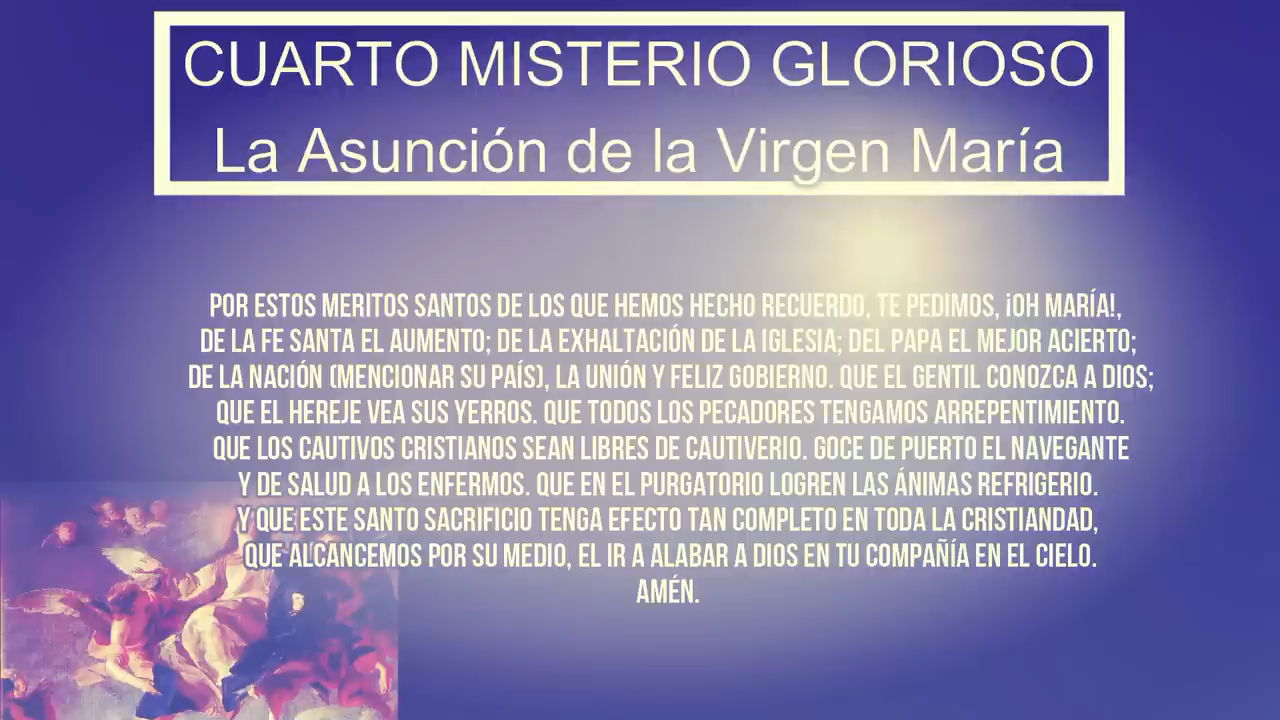 CUARTO MISTERIO GLORIOSO
La Asunción de la Virgen María
POR ESTOS MERITOS SANTOS DE LOS QUE HEMOS HECHO RECUERDO, TE PEDIMOS, ¡OH MARÍA!,
DE LA FE SANTA EL AUMENTO; DE LA EXHALTACIÓN DE LA IGLESIA; DEL PAPA EL MEJOR ACIERTO;
DE LA NACIÓN (MENCIONAR SU PAÍS), LA UNIÓN Y FELIZ GOBIERNO. QUE EL GENTIL CONOZCA A DIOS;
QUE EL HEREJE VEA SUS YERROS. QUE TODOS LOS PECADORES TENGAMOS ARREPENTIMIENTO.
QUE LOS CAUTIVOS CRISTIANOS SEAN LIBRES DE CAUTIVERIO. GOCE DE PUERTO EL NAVEGANTE
Y DE SALUD A LOS ENFERMOS. QUE EN EL PURGATORIO LOGREN LAS ÁNIMAS REFRIGERIO.
Y QUE ESTE SANTO SACRIFICIO TENGA EFECTO TAN COMPLETO EN TODA LA CRISTIANDAD,
QUE ALCANCEMOS POR SU MEDIO, EL IR A ALABAR A DIOS EN TU COMPAÑÍA EN EL CIELO.
AMÉN.